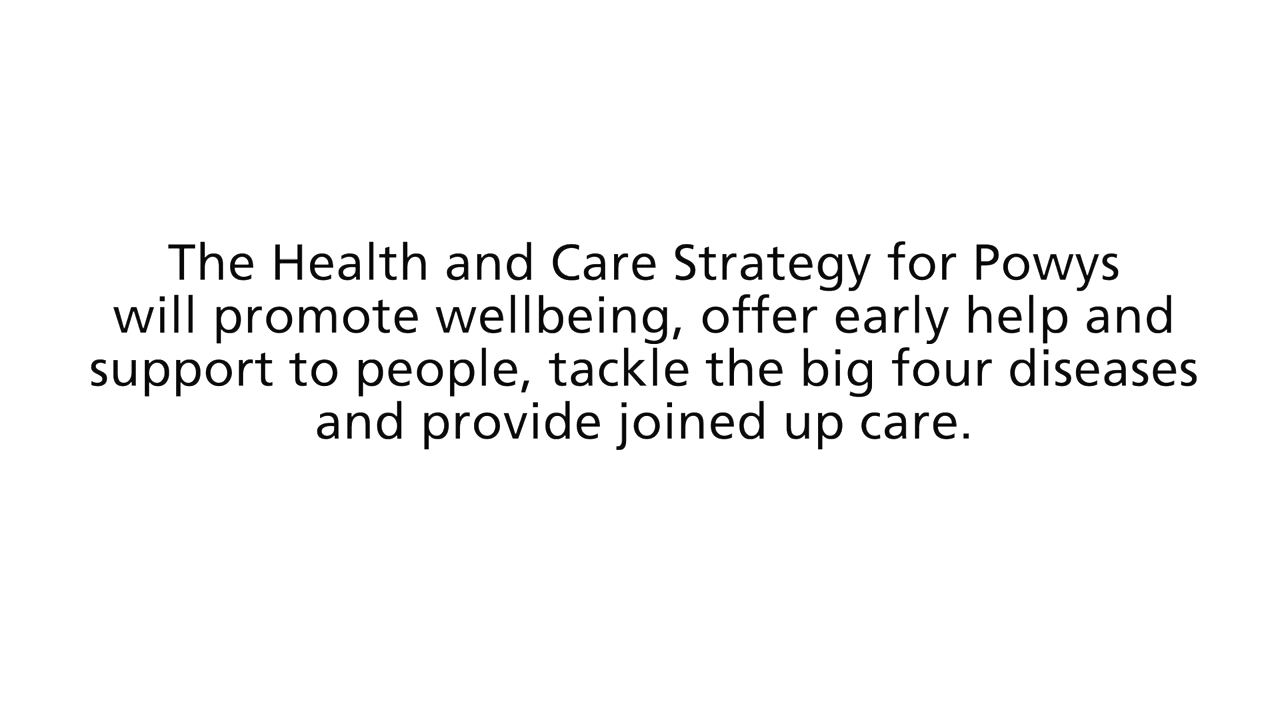 The Health and Care Strategy for Powys
will promote wellbeing, offer early help and
support to people, tackle the big four diseases
and provide joined up care.